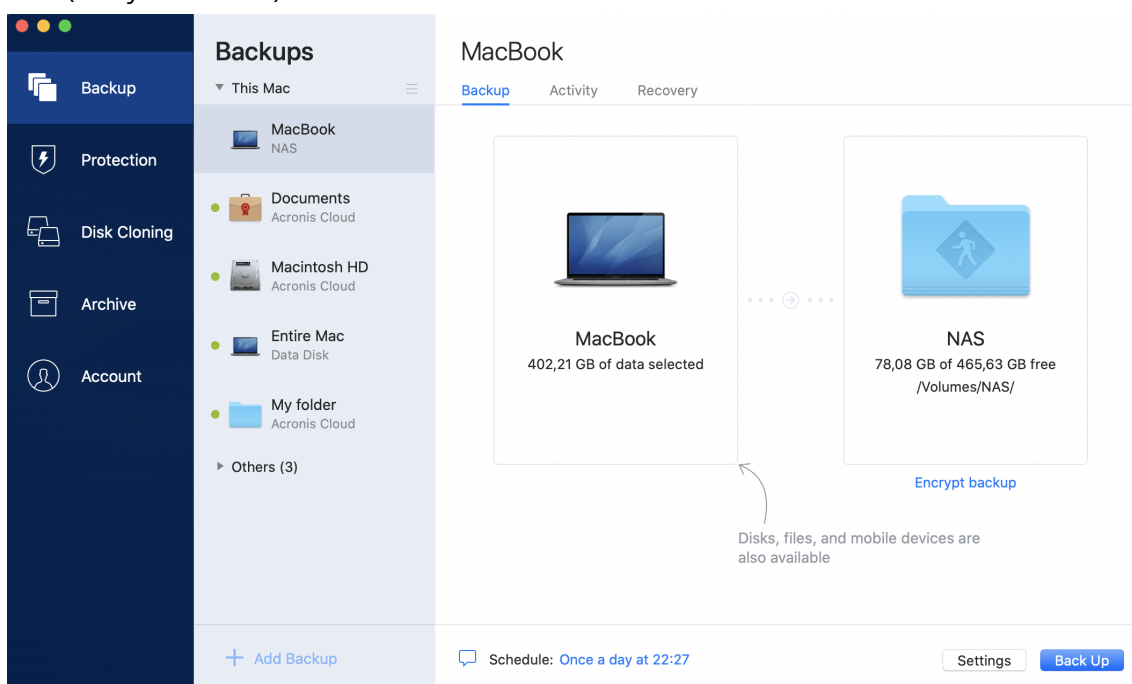 Backup
Protection
Disk Cloning
Archive
Account
Backups
This Mac
MacBook
NAS
Documents
Acronis Cloud
Macintosh HD
Acronis Cloud
Entire Mac
Data Disk
My folder
Acronis Cloud
Others (3)
Add Backup
MacBook
Backup Activity Recovery
MacBook
402,21 GB of data selected
NAS
78,08 GB of 465,63 GB free
/Volumes/NAS/
Encrypt backup
Disks, files, and mobile devices are
also available
Schedule: Once a day at 22:27
Settings
Back Up